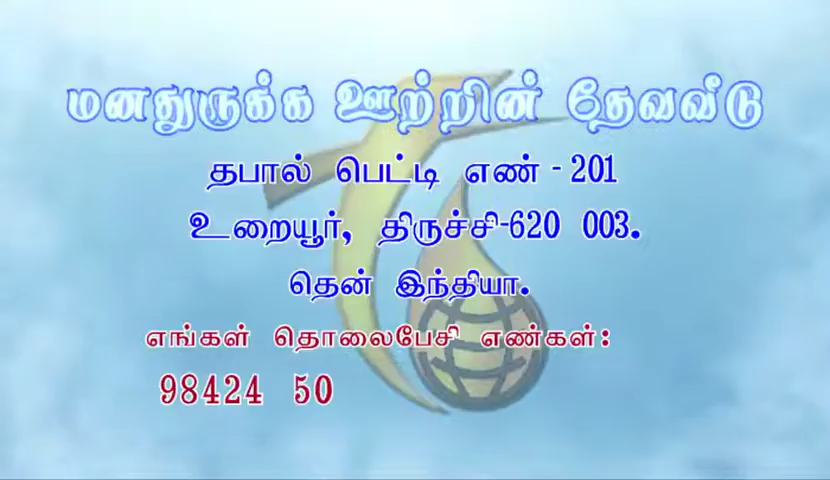 மனதுருக்க ஊற்றின் தேவவீடு
தபால் பெட்டி எண் - 201
உறையூர், திருச்சி-620 003.
தென் இந்தியா.
எங்கள் தொலைபேசி எண்கள்:
98424 50